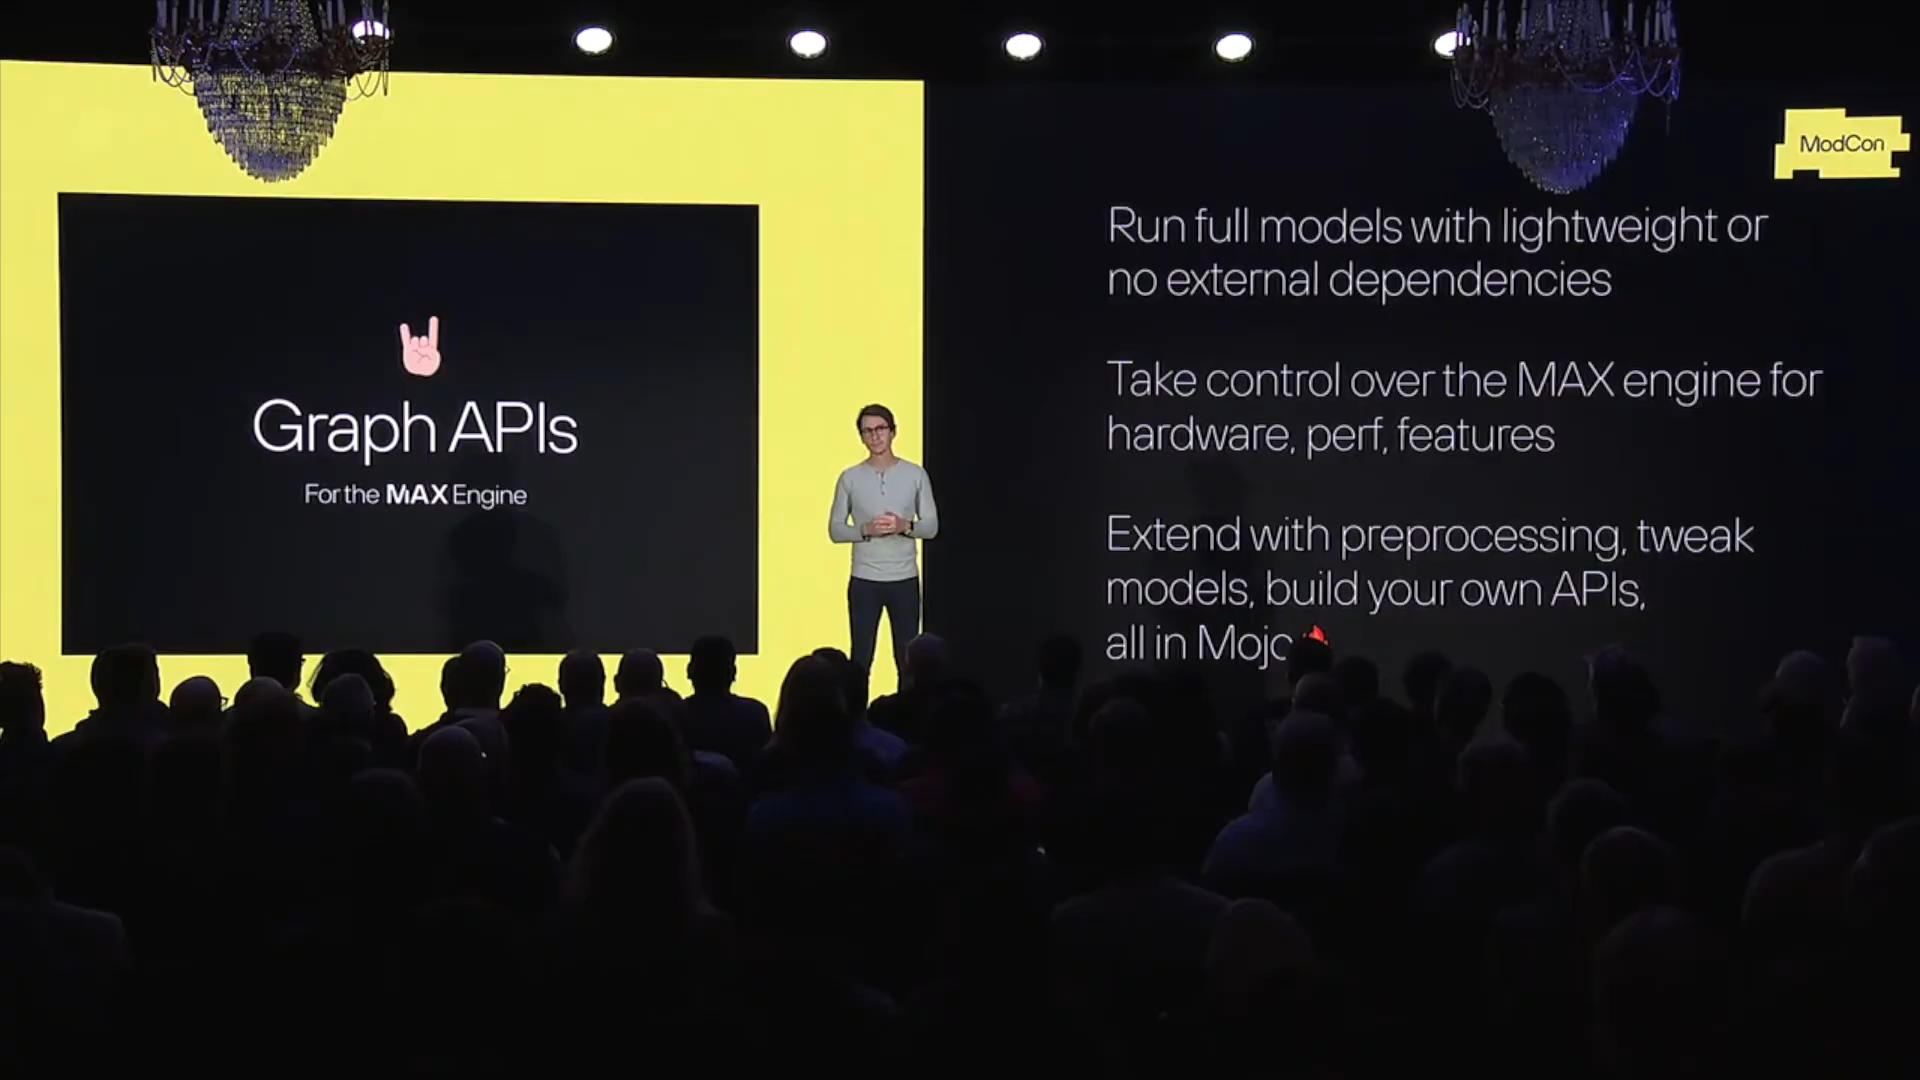 Graph APIs
For the MAX Engine
ModCon
Run full models with lightweight or
no external dependencies
Take control over the MAX engine for
hardware, perf, features
Extend with preprocessing, tweak
models, build your own APIs,
all in Mojo